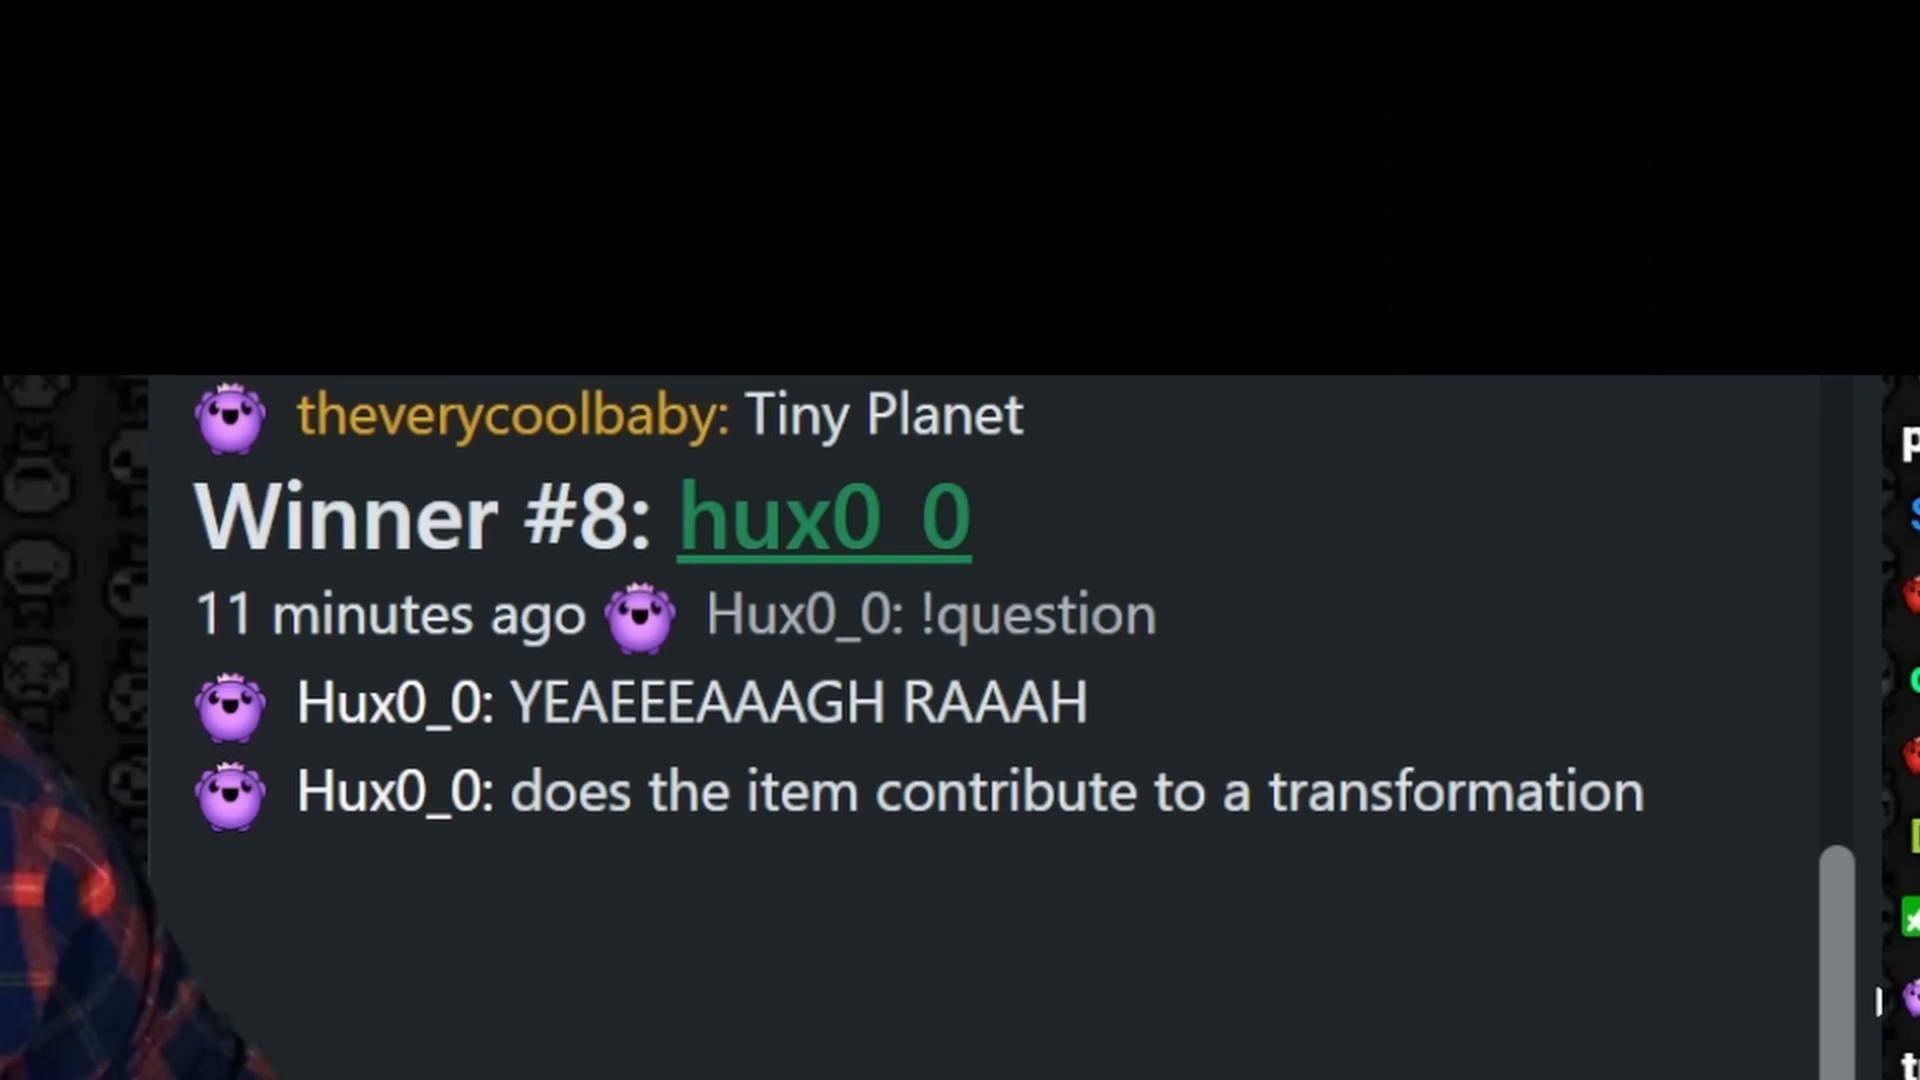 theverycoolbaby: Tiny Planet
Winner #8: hux0_0
11 minutes ago Hux0_0: !question
Hux0_0: YEAEEEAAAGH RAAAH
Hux0_0: does the item contribute to a transformation